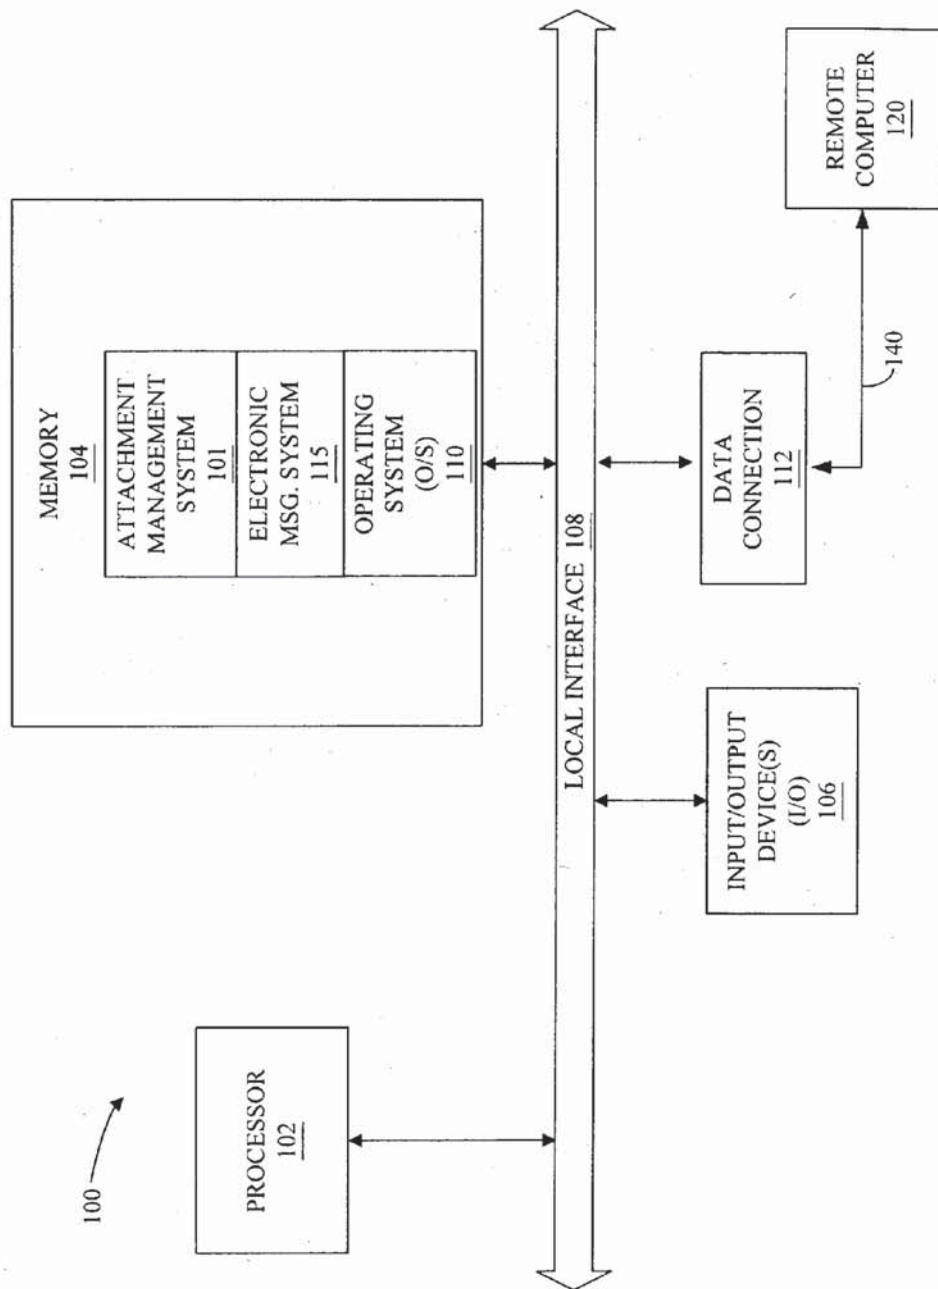 100
PROCESSOR
102
MEMORY
104
ATTACHMENT
MANAGEMENT
SYSTEM
101
ELECTRONIC
MSG. SYSTEM
115
OPERATING
SYSTEM
(O/S)
110
LOCAL INTERFACE 108
INPUT/OUTPUT
DEVICE(S)
(I/O)
106
DATA
CONNECTION
112
140
REMOTE
COMPUTER
120